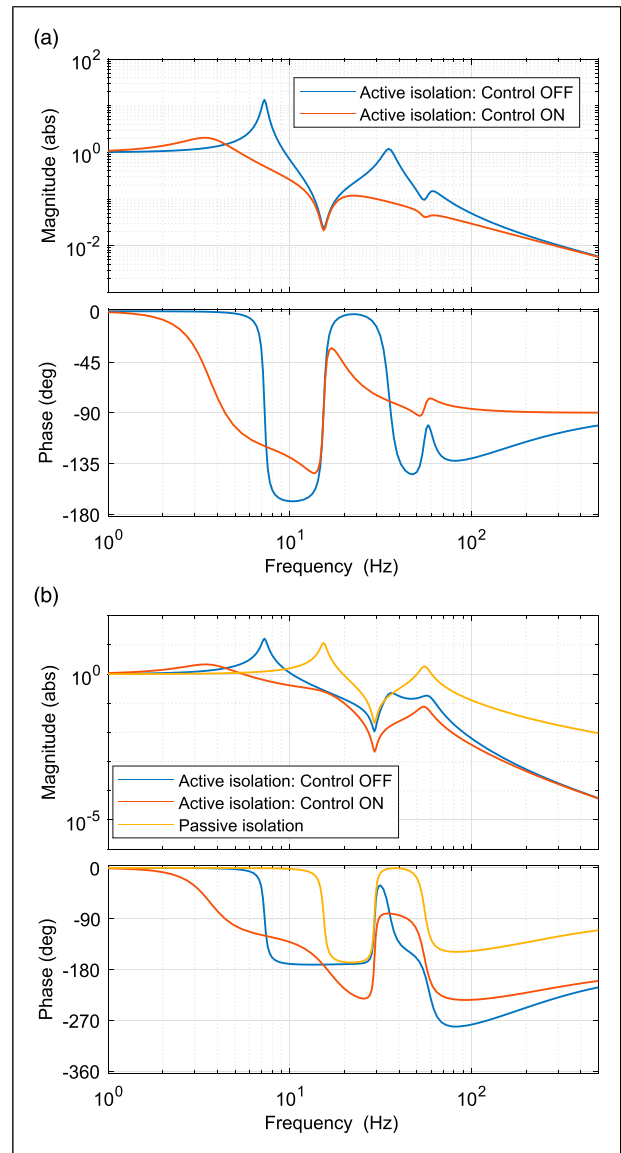 (a)
10^2
10^0
10^-2
Magnitude (abs)
Active isolation: Control OFF
Active isolation: Control ON
0
-45
-90
-135
-180
Phase (deg)
10^0 10^1 10^2
Frequency (Hz)
(b)
10^0
10^-5
Magnitude (abs)
Active isolation: Control OFF
Active isolation: Control ON
Passive isolation
0
-90
-180
-270
-360
Phase (deg)
10^0 10^1 10^2
Frequency (Hz)